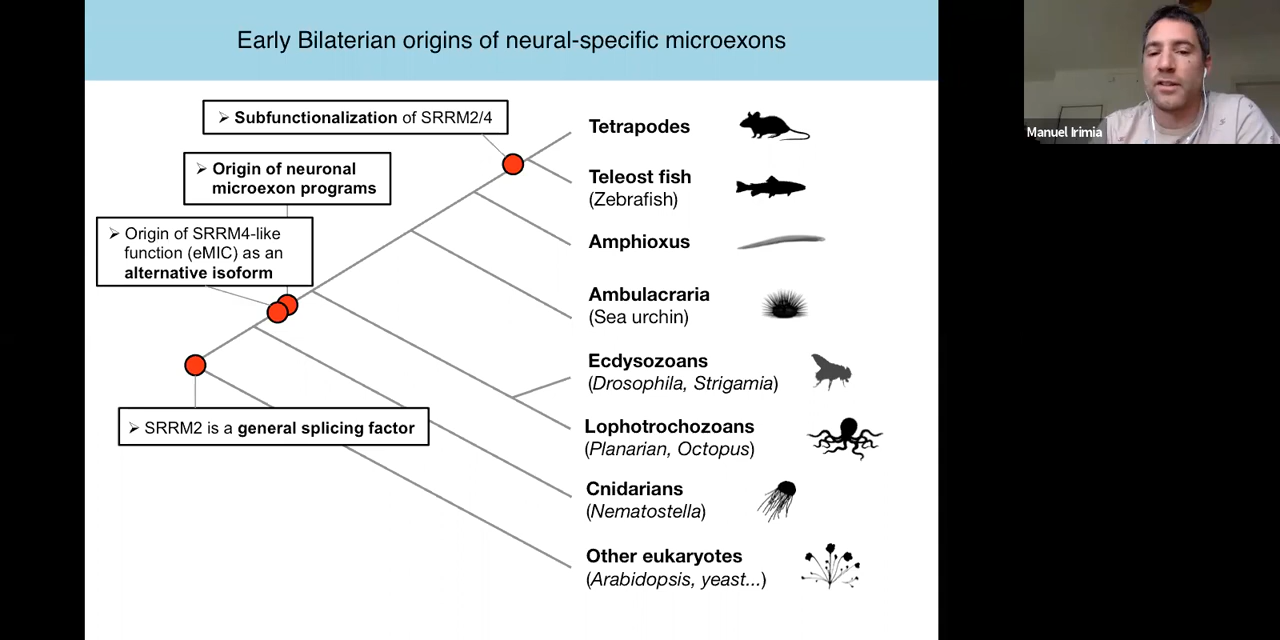 Early Bilaterian origins of neural-specific microexons
Manuel Irimia
➢ Subfunctionalization of SRRM2/4
➢ Origin of neuronal
microexon programs
➢ Origin of SRRM4-like
function (eMIC) as an
alternative isoform
➢ SRRM2 is a general splicing factor
Tetrapodes
Teleost fish
(Zebrafish)
Amphioxus
Ambulacraria
(Sea urchin)
Ecdysozoans
(Drosophila, Strigamia)
Lophotrochozoans
(Planarian, Octopus)
Cnidarians
(Nematostella)
Other eukaryotes
(Arabidopsis, yeast...)